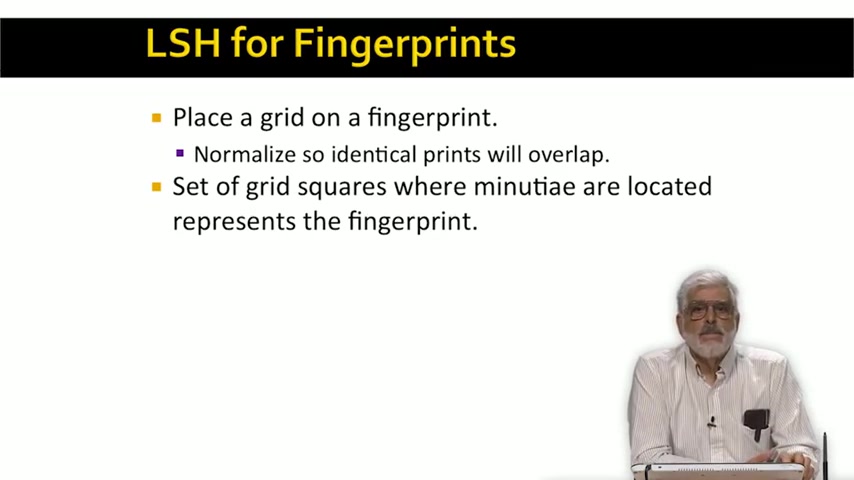 LSH for Fingerprints
Place a grid on a fingerprint.
Normalize so identical prints will overlap.
Set of grid squares where minutiae are located
represents the fingerprint.